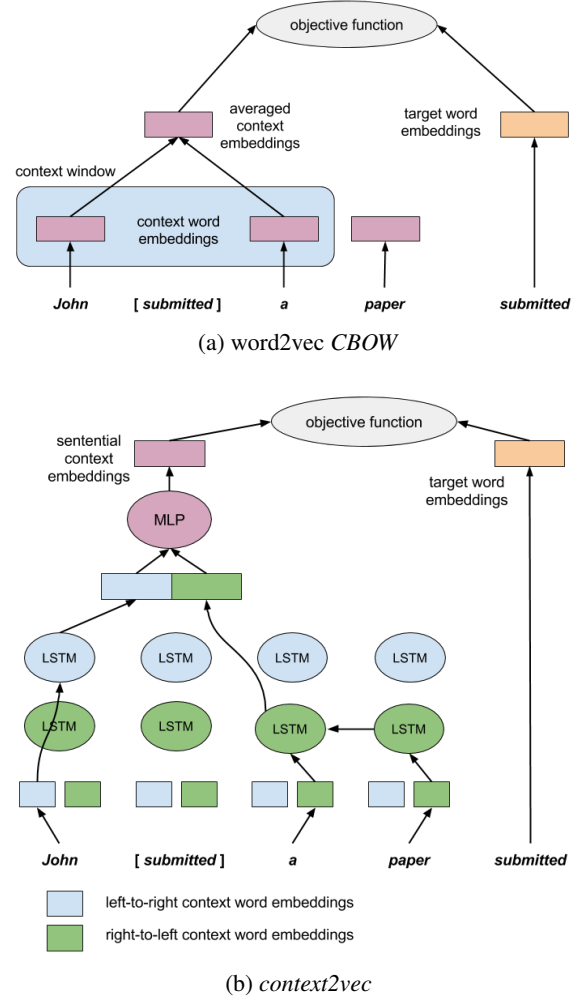 objective function
averaged
context
embeddings
target word
embeddings
context window
context word
embeddings
John [ submitted ] a paper submitted
(a) word2vec CBOW
objective function
sentential
context
embeddings
target word
embeddings
MLP
LSTM LSTM LSTM LSTM
LSTM LSTM LSTM LSTM
John [ submitted ] a paper submitted
left-to-right context word embeddings
right-to-left context word embeddings
(b) context2vec